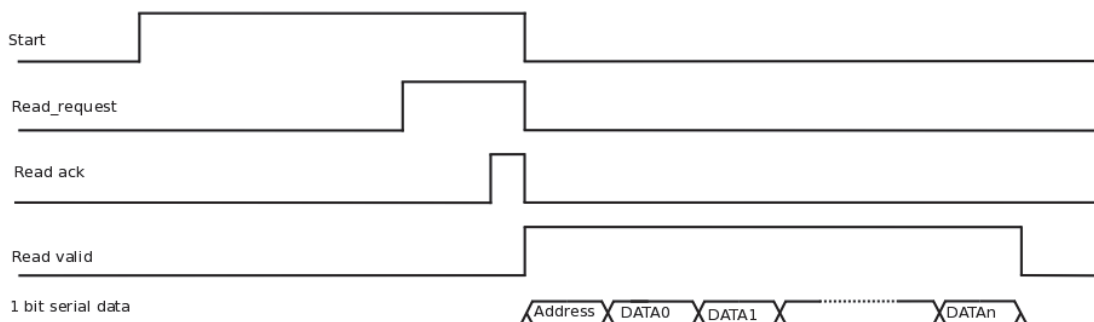 Start
Read_request
Read ack
Read valid
1 bit serial data
Address DATA0 DATA1 DATAn